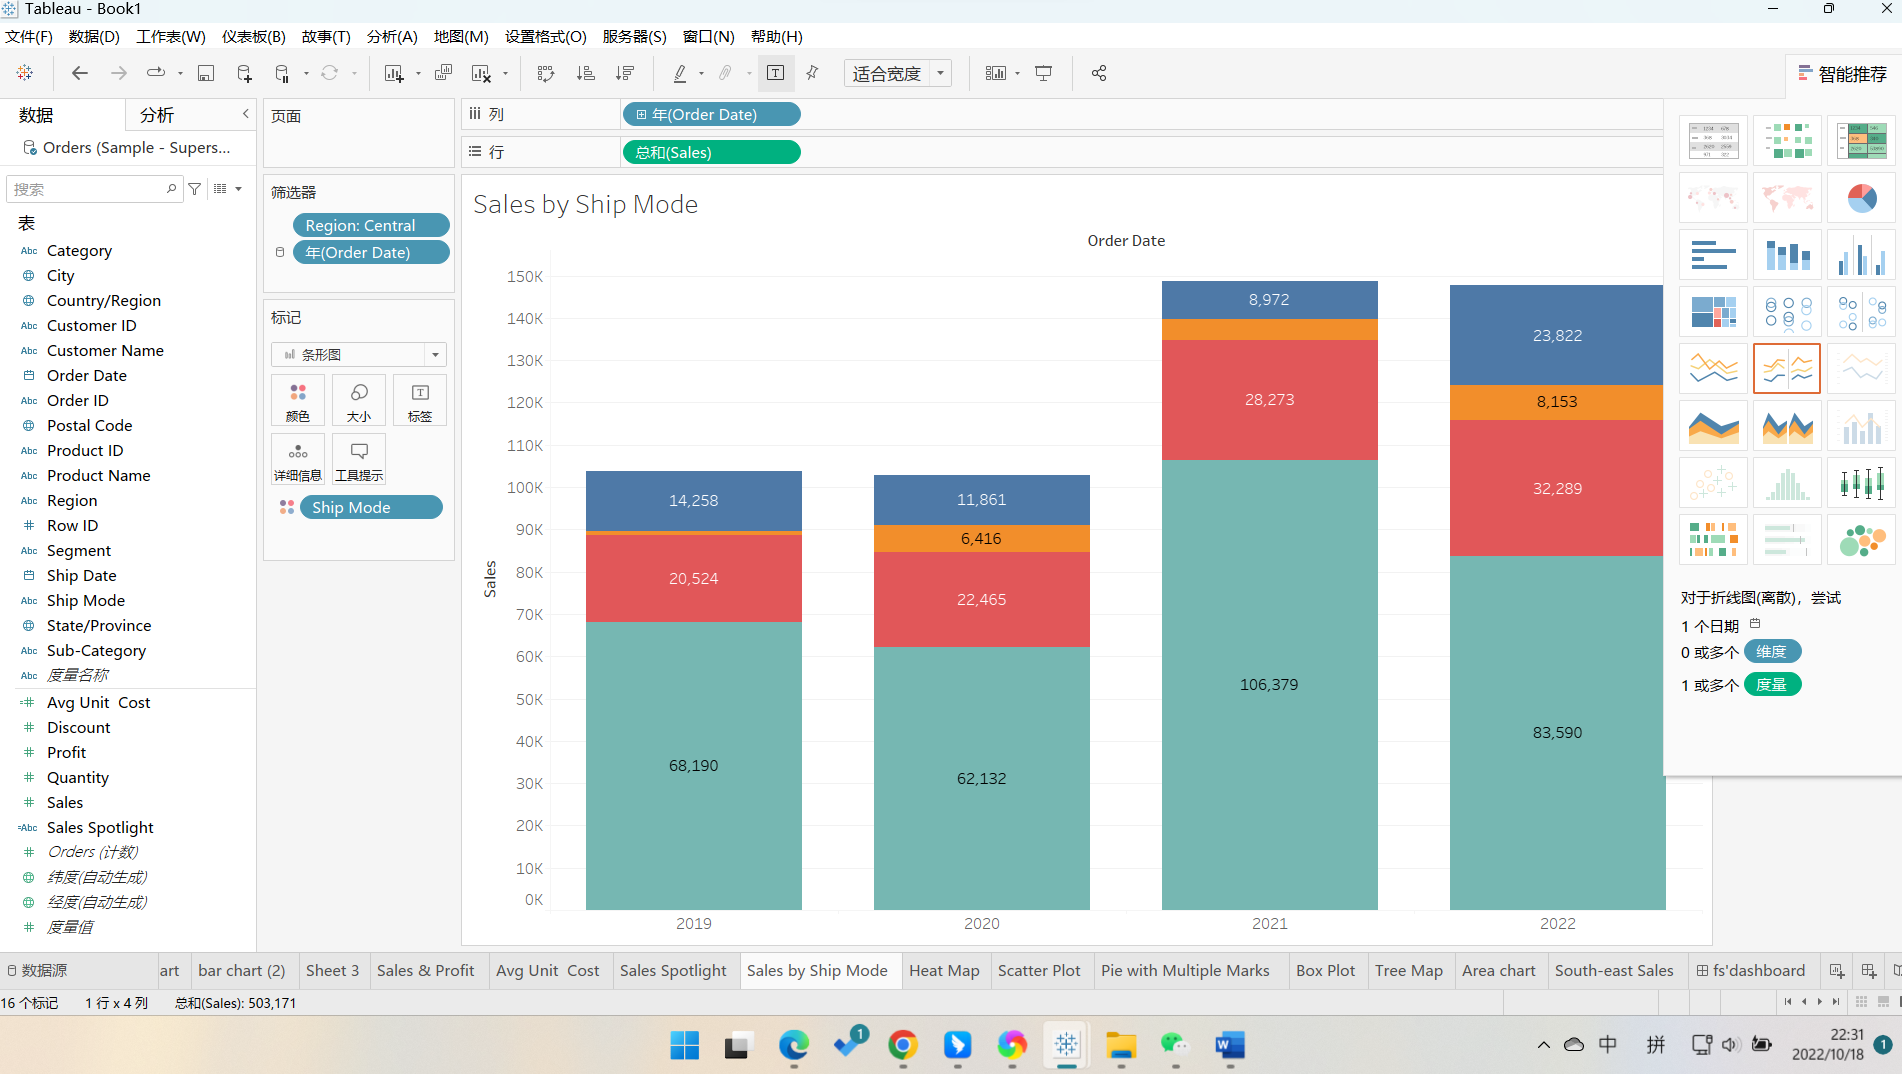 Tableau - Book1
文件(F) 数据(D) 工作表(W) 仪表板(B) 故事(T) 分析(A) 地图(M) 设置格式(O) 服务器(S) 窗口(N) 帮助(H)
适合宽度
智能推荐
数据 分析
Orders (Sample - Supers...
搜索
表
Abc Category
City
Country/Region
Abc Customer ID
Abc Customer Name
Order Date
Abc Order ID
Postal Code
Abc Product ID
Abc Product Name
Abc Region
# Row ID
Abc Segment
Ship Date
Abc Ship Mode
State/Province
Abc Sub-Category
Abc 度量名称
=# Avg Unit Cost
# Discount
# Profit
# Quantity
# Sales
=Abc Sales Spotlight
# Orders (计数)
纬度(自动生成)
经度(自动生成)
# 度量值
页面
筛选器
Region: Central
年(Order Date)
标记
条形图
颜色 大小 标签
详细信息 工具提示
Ship Mode
列 年(Order Date)
行 总和(Sales)
Sales by Ship Mode
Order Date
Sales
150K
140K
130K
120K
110K
100K
90K
80K
70K
60K
50K
40K
30K
20K
10K
0K
14,258
20,524
68,190
11,861
6,416
22,465
62,132
8,972
28,273
106,379
23,822
8,153
32,289
83,590
2019 2020 2021 2022
对于折线图(离散)，尝试
1 个日期
0 或多个 维度
1 或多个 度量
数据源 art bar chart (2) Sheet 3 Sales & Profit Avg Unit Cost Sales Spotlight Sales by Ship Mode Heat Map Scatter Plot Pie with Multiple Marks Box Plot Tree Map Area chart South-east Sales fs'dashboard
16 个标记 1 行 x 4 列 总和(Sales): 503,171
1
W
中 拼
22:31
2022/10/18
1